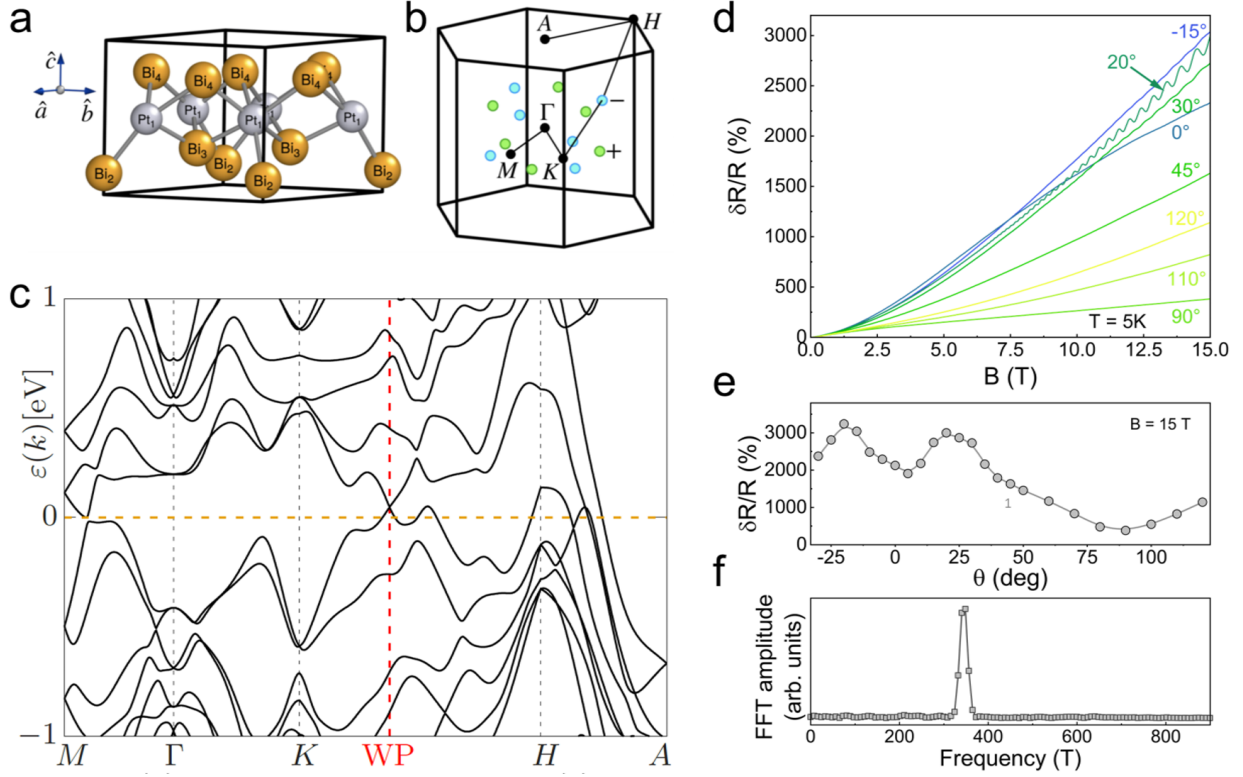 a
ĉ
â
b̂
Bi4
Bi4
Bi4
Bi4
Bi4
Pt1
Pt1
Pt1
Pt1
Bi3
Bi3
Bi2
Bi2
Bi2
Bi2
b
A
H
Γ
−
M
K
+
c
ε(k)[eV]
1
0
−1
M
Γ
K
WP
H
A
d
δR/R (%)
3000
2500
2000
1500
1000
500
0
-15°
20°
30°
0°
45°
120°
110°
90°
T = 5K
0.0
2.5
5.0
7.5
10.0
12.5
15.0
B (T)
e
δR/R (%)
3000
2000
1000
0
B = 15 T
1
-25
0
25
50
75
100
θ (deg)
f
FFT amplitude
(arb. units)
0
200
400
600
800
Frequency (T)